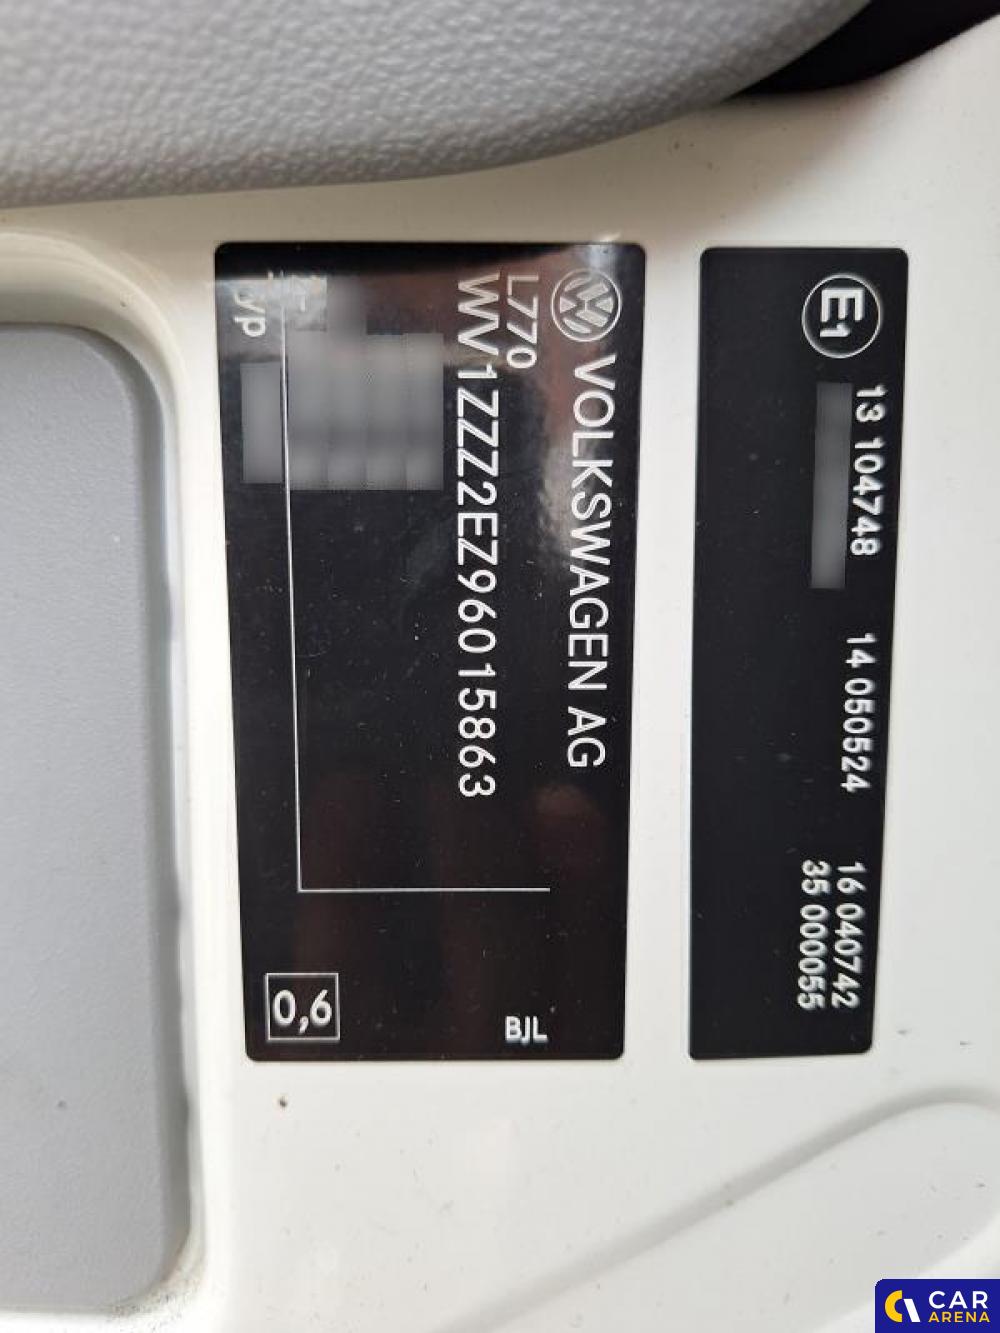 VOLKSWAGEN AG
L770
WV1ZZZ2EZ96015863
BJL
0,6
E1
13 104748
14 050524
16 040742
35 000055
CAR
ARENA